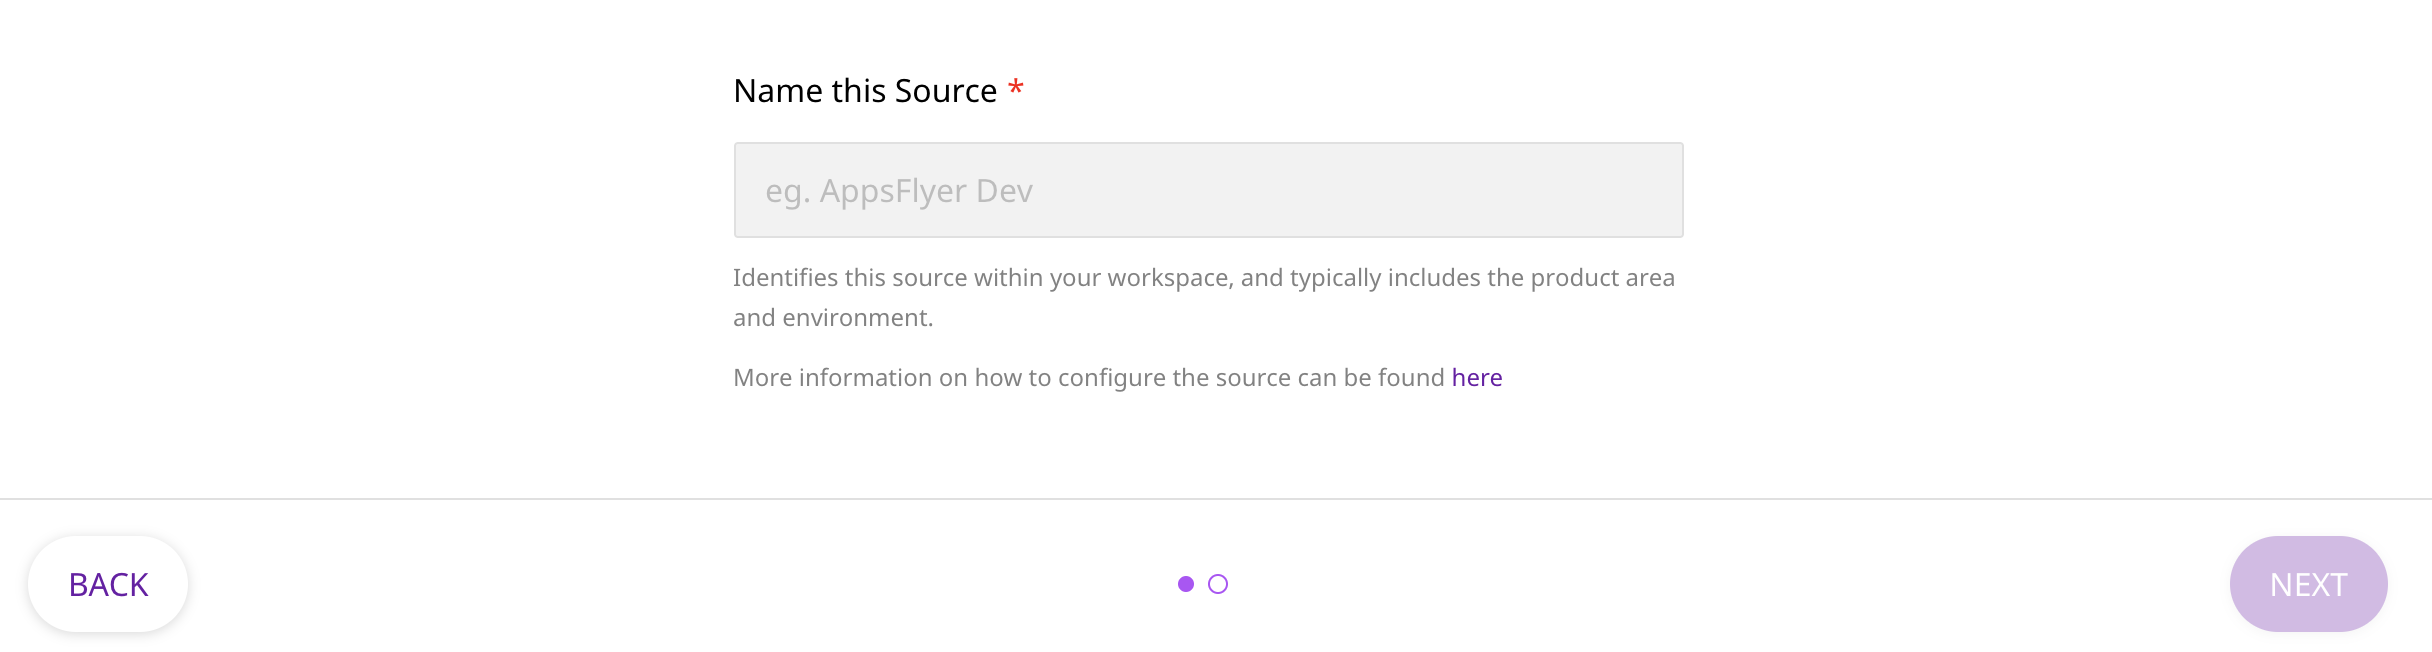 Name this Source *
eg. AppsFlyer Dev
Identifies this source within your workspace, and typically includes the product area
and environment.
More information on how to configure the source can be found here
BACK
NEXT